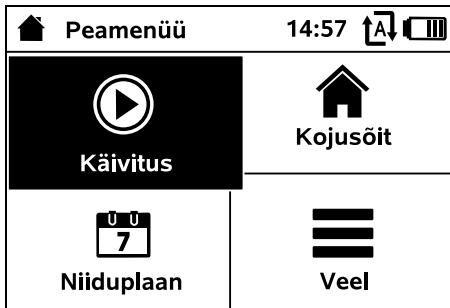 Peamenüü 14:57 A
Käivitus
Kojusõit
7
Niiduplaan
Veel